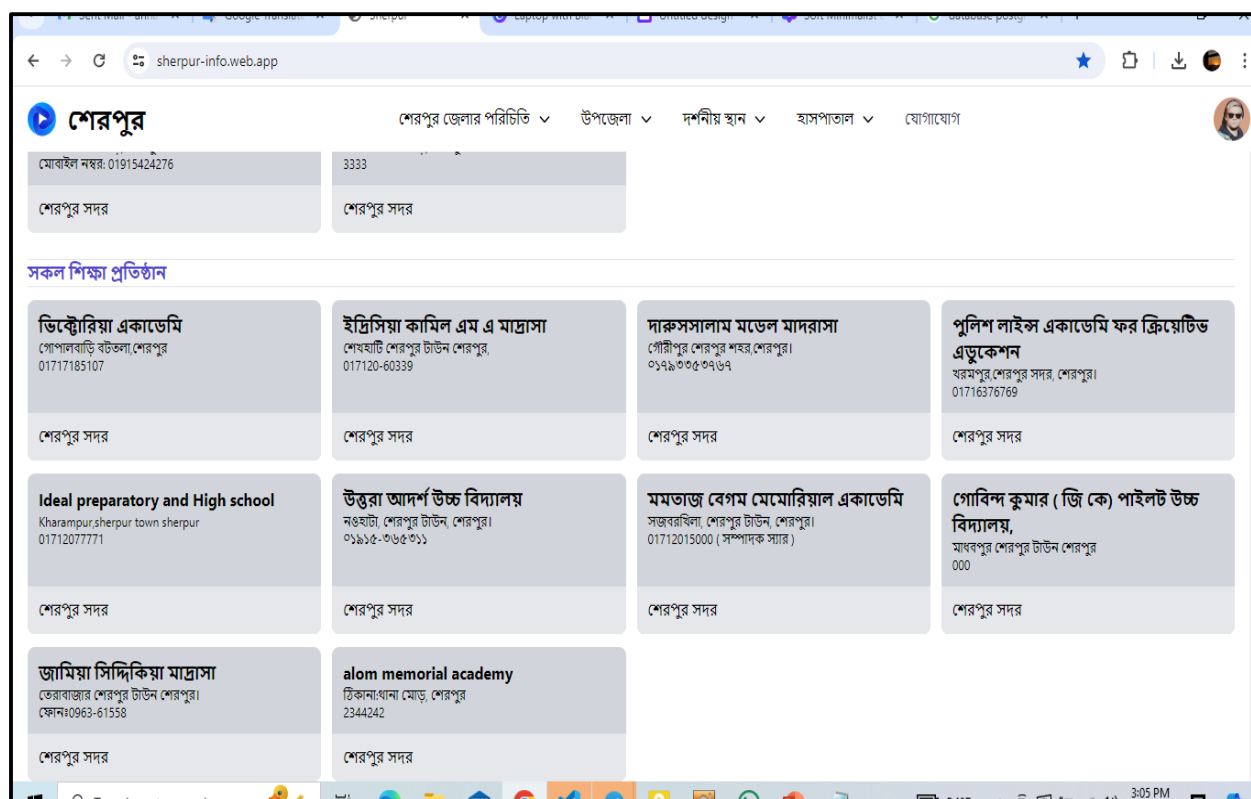 sherpur-info.web.app
শেরপুর
শেরপুর জেলার পরিচিতি
উপজেলা
দর্শনীয় স্থান
হাসপাতাল
যোগাযোগ
মোবাইল নম্বর: 01915424276
3333
শেরপুর সদর
শেরপুর সদর
সকল শিক্ষা প্রতিষ্ঠান
ভিক্টোরিয়া একাডেমি
গোপালবাড়ি বটতলা,শেরপুর
01717185107
শেরপুর সদর
ইদ্রিসিয়া কামিল এম এ মাদ্রাসা
শেখহাটি শেরপুর টাউন শেরপুর,
017120-60339
শেরপুর সদর
দারুসসালাম মডেল মাদরাসা
গৌরীপুর শেরপুর শহর,শেরপুর।
০১৭৯৩৩৫৩৭৬৭
শেরপুর সদর
পুলিশ লাইন্স একাডেমি ফর ক্রিয়েটিভ
এডুকেশন
খরমপুর,শেরপুর সদর, শেরপুর।
01716376769
শেরপুর সদর
Ideal preparatory and High school
Kharampur,sherpur town sherpur
01712077771
শেরপুর সদর
উত্তরা আদর্শ উচ্চ বিদ্যালয়
নওহাটা, শেরপুর টাউন, শেরপুর।
০১৯১৫-৩৬৫৩১১
শেরপুর সদর
মমতাজ বেগম মেমোরিয়াল একাডেমি
সজবরখিলা, শেরপুর টাউন, শেরপুর।
01712015000 ( সম্পাদক স্যার )
শেরপুর সদর
গোবিন্দ কুমার ( জি কে) পাইলট উচ্চ
বিদ্যালয়,
মাধবপুর শেরপুর টাউন শেরপুর
000
শেরপুর সদর
জামিয়া সিদ্দিকিয়া মাদ্রাসা
তেরাবাজার শেরপুর টাউন শেরপুর।
ফোনঃ0963-61558
শেরপুর সদর
alom memorial academy
ঠিকানা:থানা মোড়, শেরপুর
2344242
শেরপুর সদর
3:05 PM